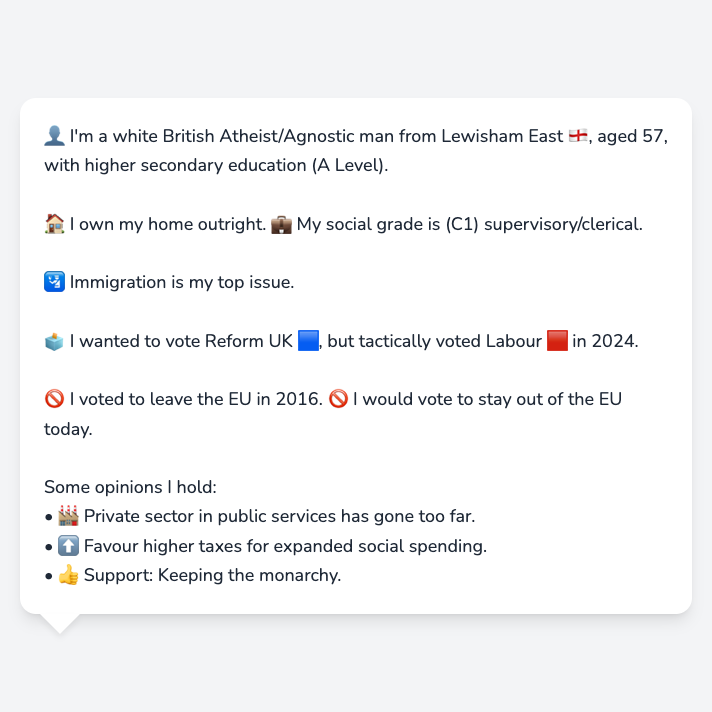 👤 I'm a white British Atheist/Agnostic man from Lewisham East 🏴󠁧󠁢󠁥󠁮󠁧󠁿, aged 57,
with higher secondary education (A Level).
🏠 I own my home outright. 💼 My social grade is (C1) supervisory/clerical.
🛂 Immigration is my top issue.
🗳️ I wanted to vote Reform UK 🟦, but tactically voted Labour 🟥 in 2024.
🚫 I voted to leave the EU in 2016. 🚫 I would vote to stay out of the EU
today.
Some opinions I hold:
• 🏭 Private sector in public services has gone too far.
• ⬆️ Favour higher taxes for expanded social spending.
• 👍 Support: Keeping the monarchy.